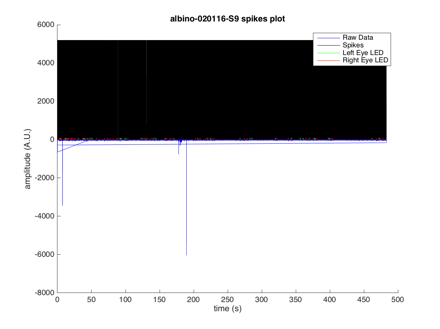 albino-020116-S9 spikes plot
6000
4000
2000
0
-2000
-4000
-6000
-8000
amplitude (A.U.)
Raw Data
Spikes
Left Eye LED
Right Eye LED
0 50 100 150 200 250 300 350 400 450 500
time (s)